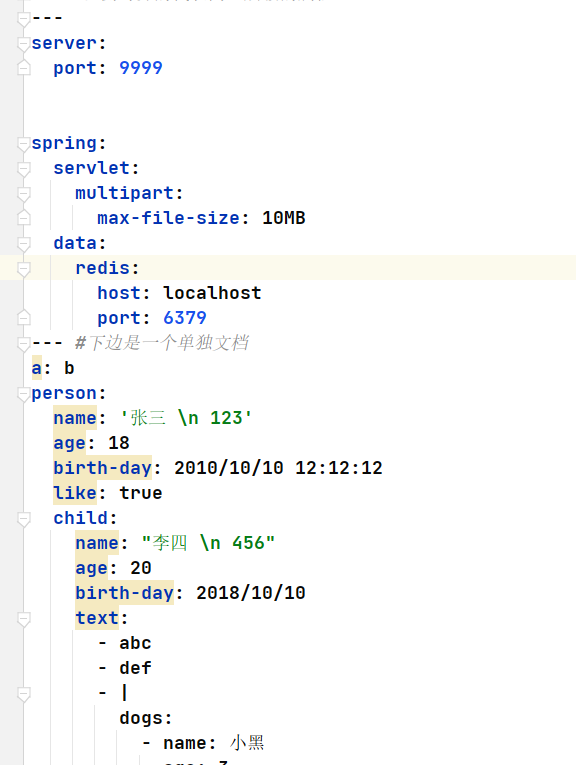 ---
server:
  port: 9999
spring:
  servlet:
    multipart:
      max-file-size: 10MB
  data:
    redis:
      host: localhost
      port: 6379
--- #下边是一个单独文档
a: b
person:
  name: '张三 \n 123'
  age: 18
  birth-day: 2010/10/10 12:12:12
  like: true
  child:
    name: "李四 \n 456"
    age: 20
    birth-day: 2018/10/10
    text:
      - abc
      - def
      - |
        dogs:
          - name: 小黑